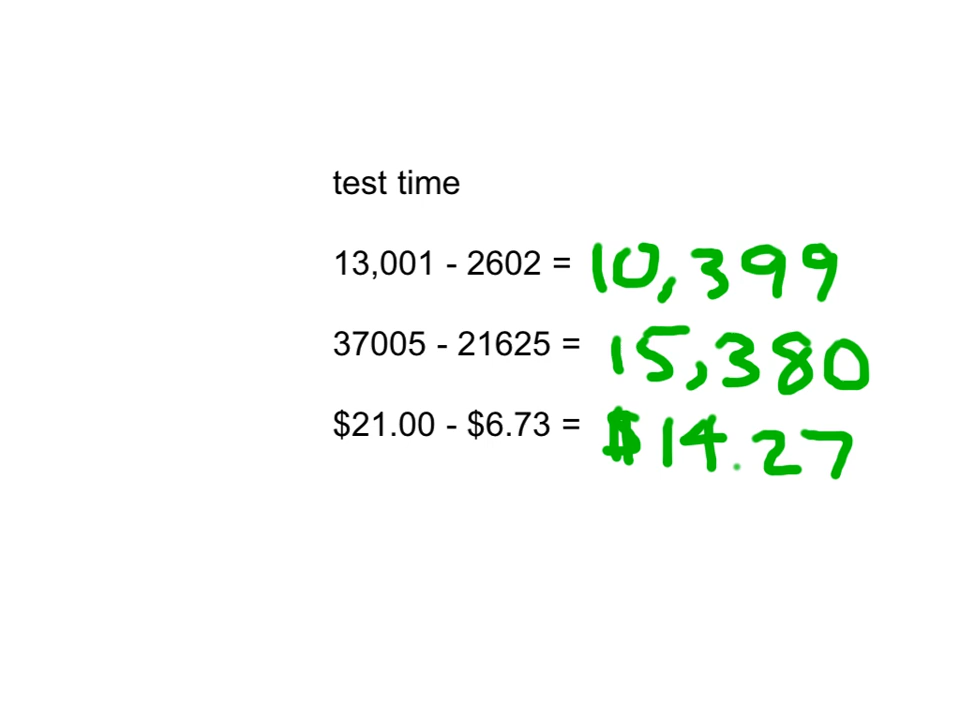 test time
13,001 - 2602 = 10,399
37005 - 21625 = 15,380
$21.00 - $6.73 = $14.27